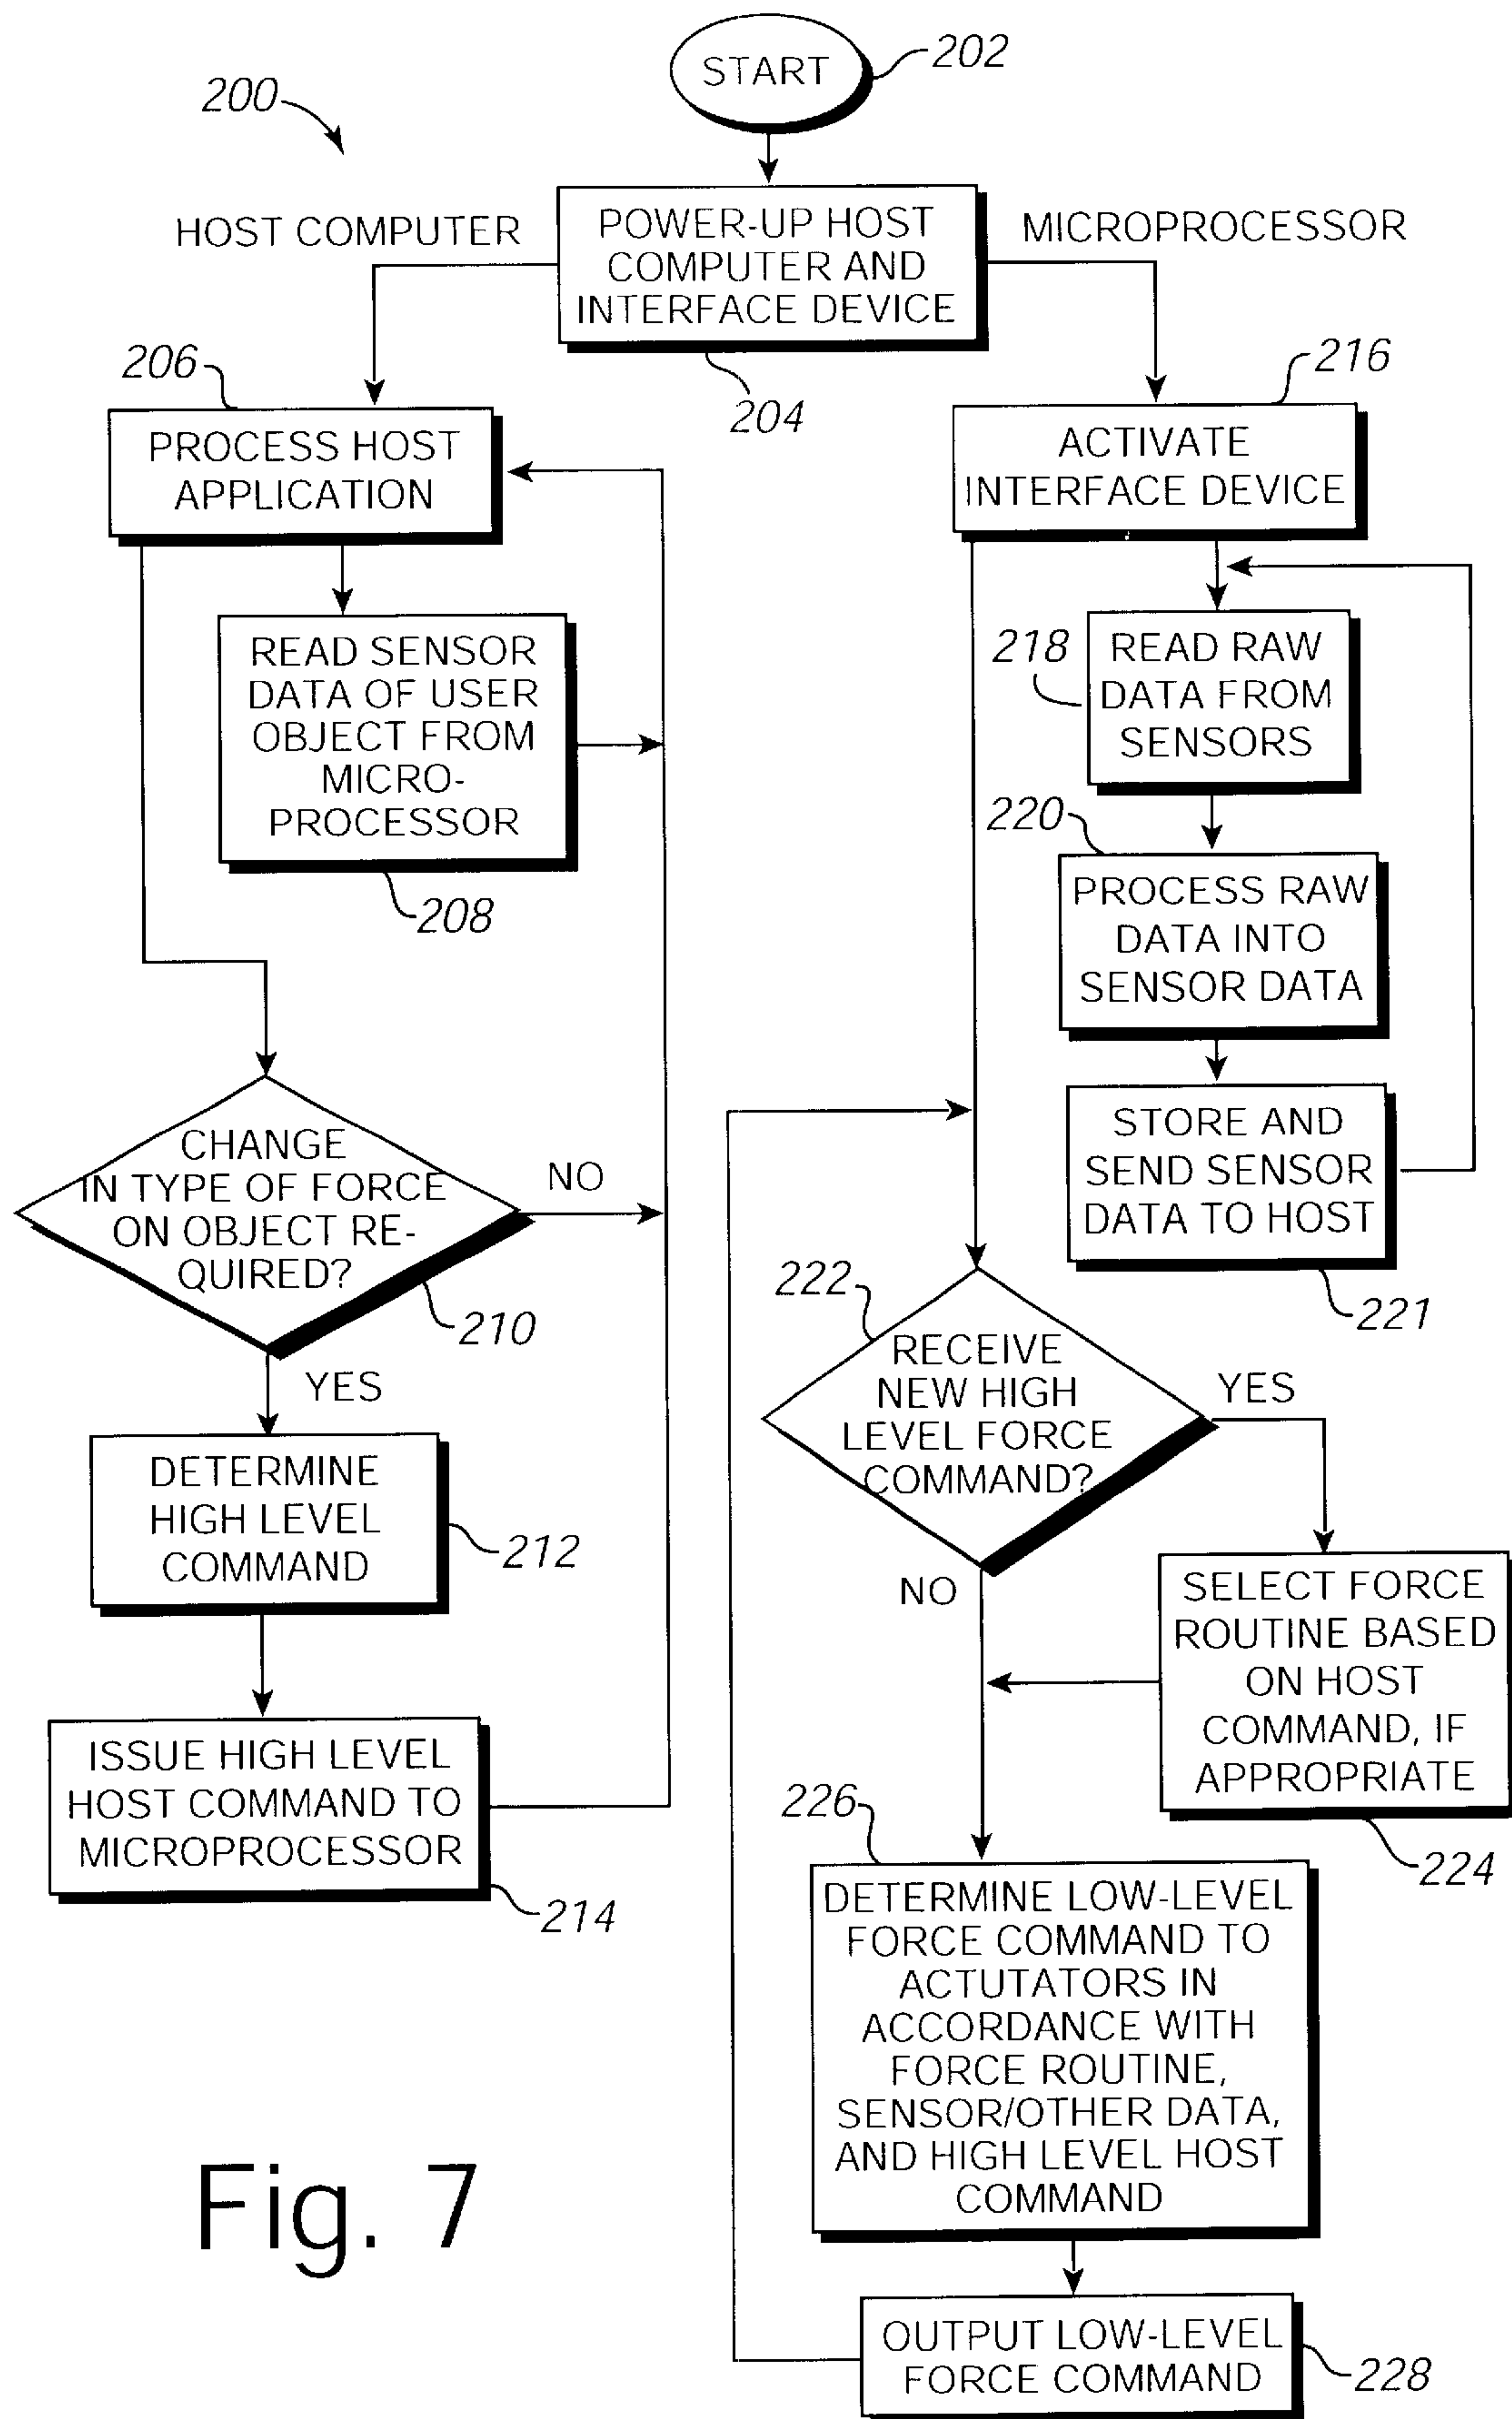 START
202
200
HOST COMPUTER
POWER-UP HOST
COMPUTER AND
INTERFACE DEVICE
MICROPROCESSOR
204
206
PROCESS HOST
APPLICATION
216
ACTIVATE
INTERFACE DEVICE
READ SENSOR
DATA OF USER
OBJECT FROM
MICRO-
PROCESSOR
208
218
READ RAW
DATA FROM
SENSORS
220
PROCESS RAW
DATA INTO
SENSOR DATA
STORE AND
SEND SENSOR
DATA TO HOST
221
CHANGE
IN TYPE OF FORCE
ON OBJECT RE-
QUIRED?
NO
210
YES
222
RECEIVE
NEW HIGH
LEVEL FORCE
COMMAND?
YES
NO
DETERMINE
HIGH LEVEL
COMMAND
212
SELECT FORCE
ROUTINE BASED
ON HOST
COMMAND, IF
APPROPRIATE
224
ISSUE HIGH LEVEL
HOST COMMAND TO
MICROPROCESSOR
214
226
DETERMINE LOW-LEVEL
FORCE COMMAND TO
ACTUTATORS IN
ACCORDANCE WITH
FORCE ROUTINE,
SENSOR/OTHER DATA,
AND HIGH LEVEL HOST
COMMAND
OUTPUT LOW-LEVEL
FORCE COMMAND
228
Fig. 7